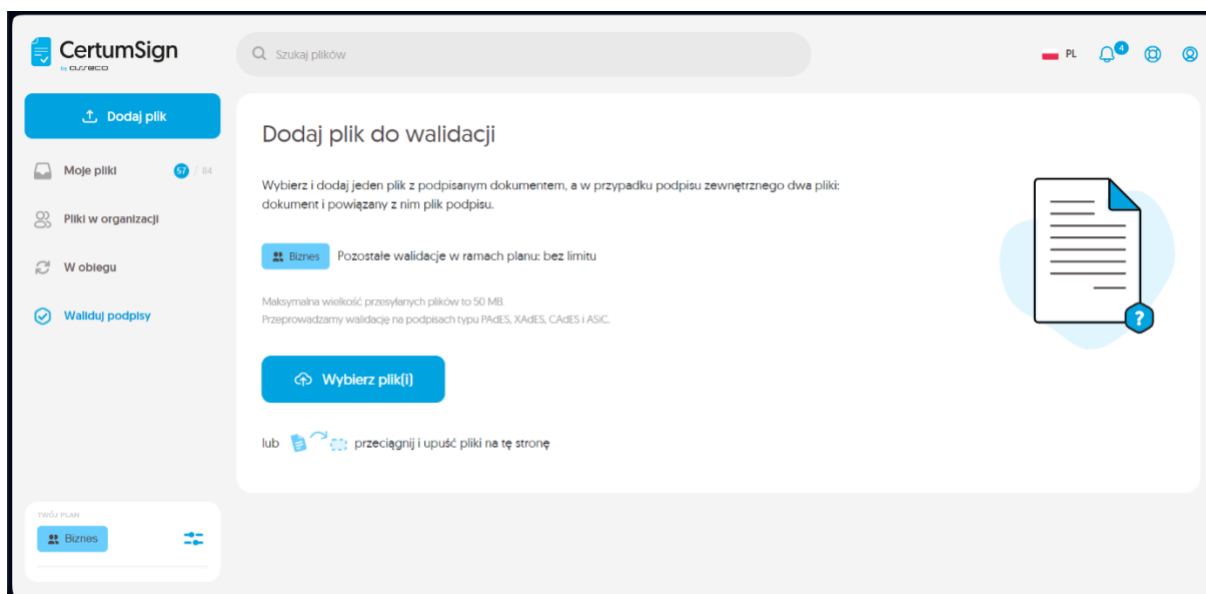 CertumSign
by asseco
Szukaj plików
PL
4
Dodaj plik
Moje pliki
57 / 84
Pliki w organizacji
W obiegu
Waliduj podpisy
TWÓJ PLAN
Biznes
Dodaj plik do walidacji
Wybierz i dodaj jeden plik z podpisanym dokumentem, a w przypadku podpisu zewnętrznego dwa pliki:
dokument i powiązany z nim plik podpisu.
Biznes
Pozostałe walidacje w ramach planu: bez limitu
Maksymalna wielkość przesyłanych plików to 50 MB.
Przeprowadzamy walidację na podpisach typu PAdES, XAdES, CAdES i ASiC.
Wybierz plik(i)
lub przeciągnij i upuść pliki na tę stronę
?